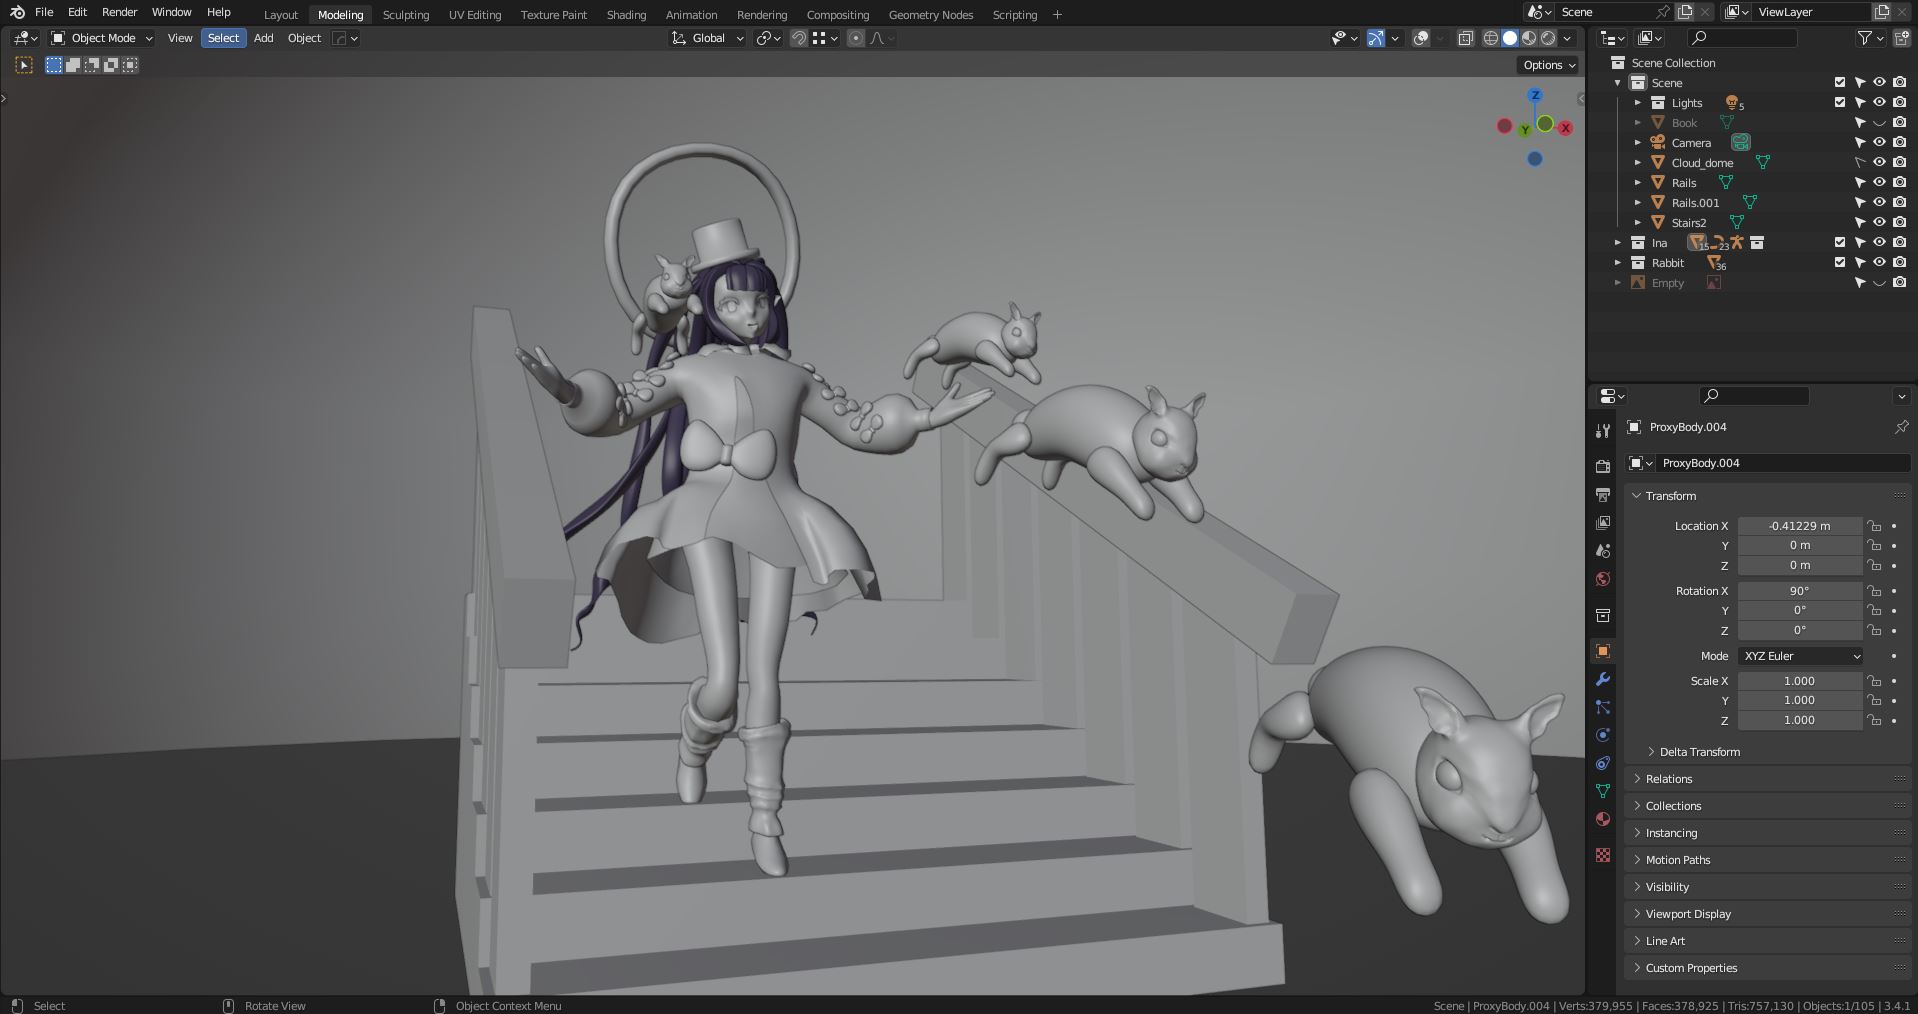 File Edit Render Window Help Layout Modeling Sculpting UV Editing Texture Paint Shading Animation Rendering Compositing Geometry Nodes Scripting + Scene ViewLayer
Object Mode View Select Add Object Global
Options
Z
Y X
Scene Collection
Scene
Lights 5
Book
Camera
Cloud_dome
Rails
Rails.001
Stairs2
Ina 15 23
Rabbit 36
Empty
ProxyBody.004
ProxyBody.004
Transform
Location X -0.41229 m
Y 0 m
Z 0 m
Rotation X 90°
Y 0°
Z 0°
Mode XYZ Euler
Scale X 1.000
Y 1.000
Z 1.000
Delta Transform
Relations
Collections
Instancing
Motion Paths
Visibility
Viewport Display
Line Art
Custom Properties
Select Rotate View Object Context Menu Scene | ProxyBody.004 | Verts:379,955 | Faces:378,925 | Tris:757,130 | Objects:1/105 | 3.4.1